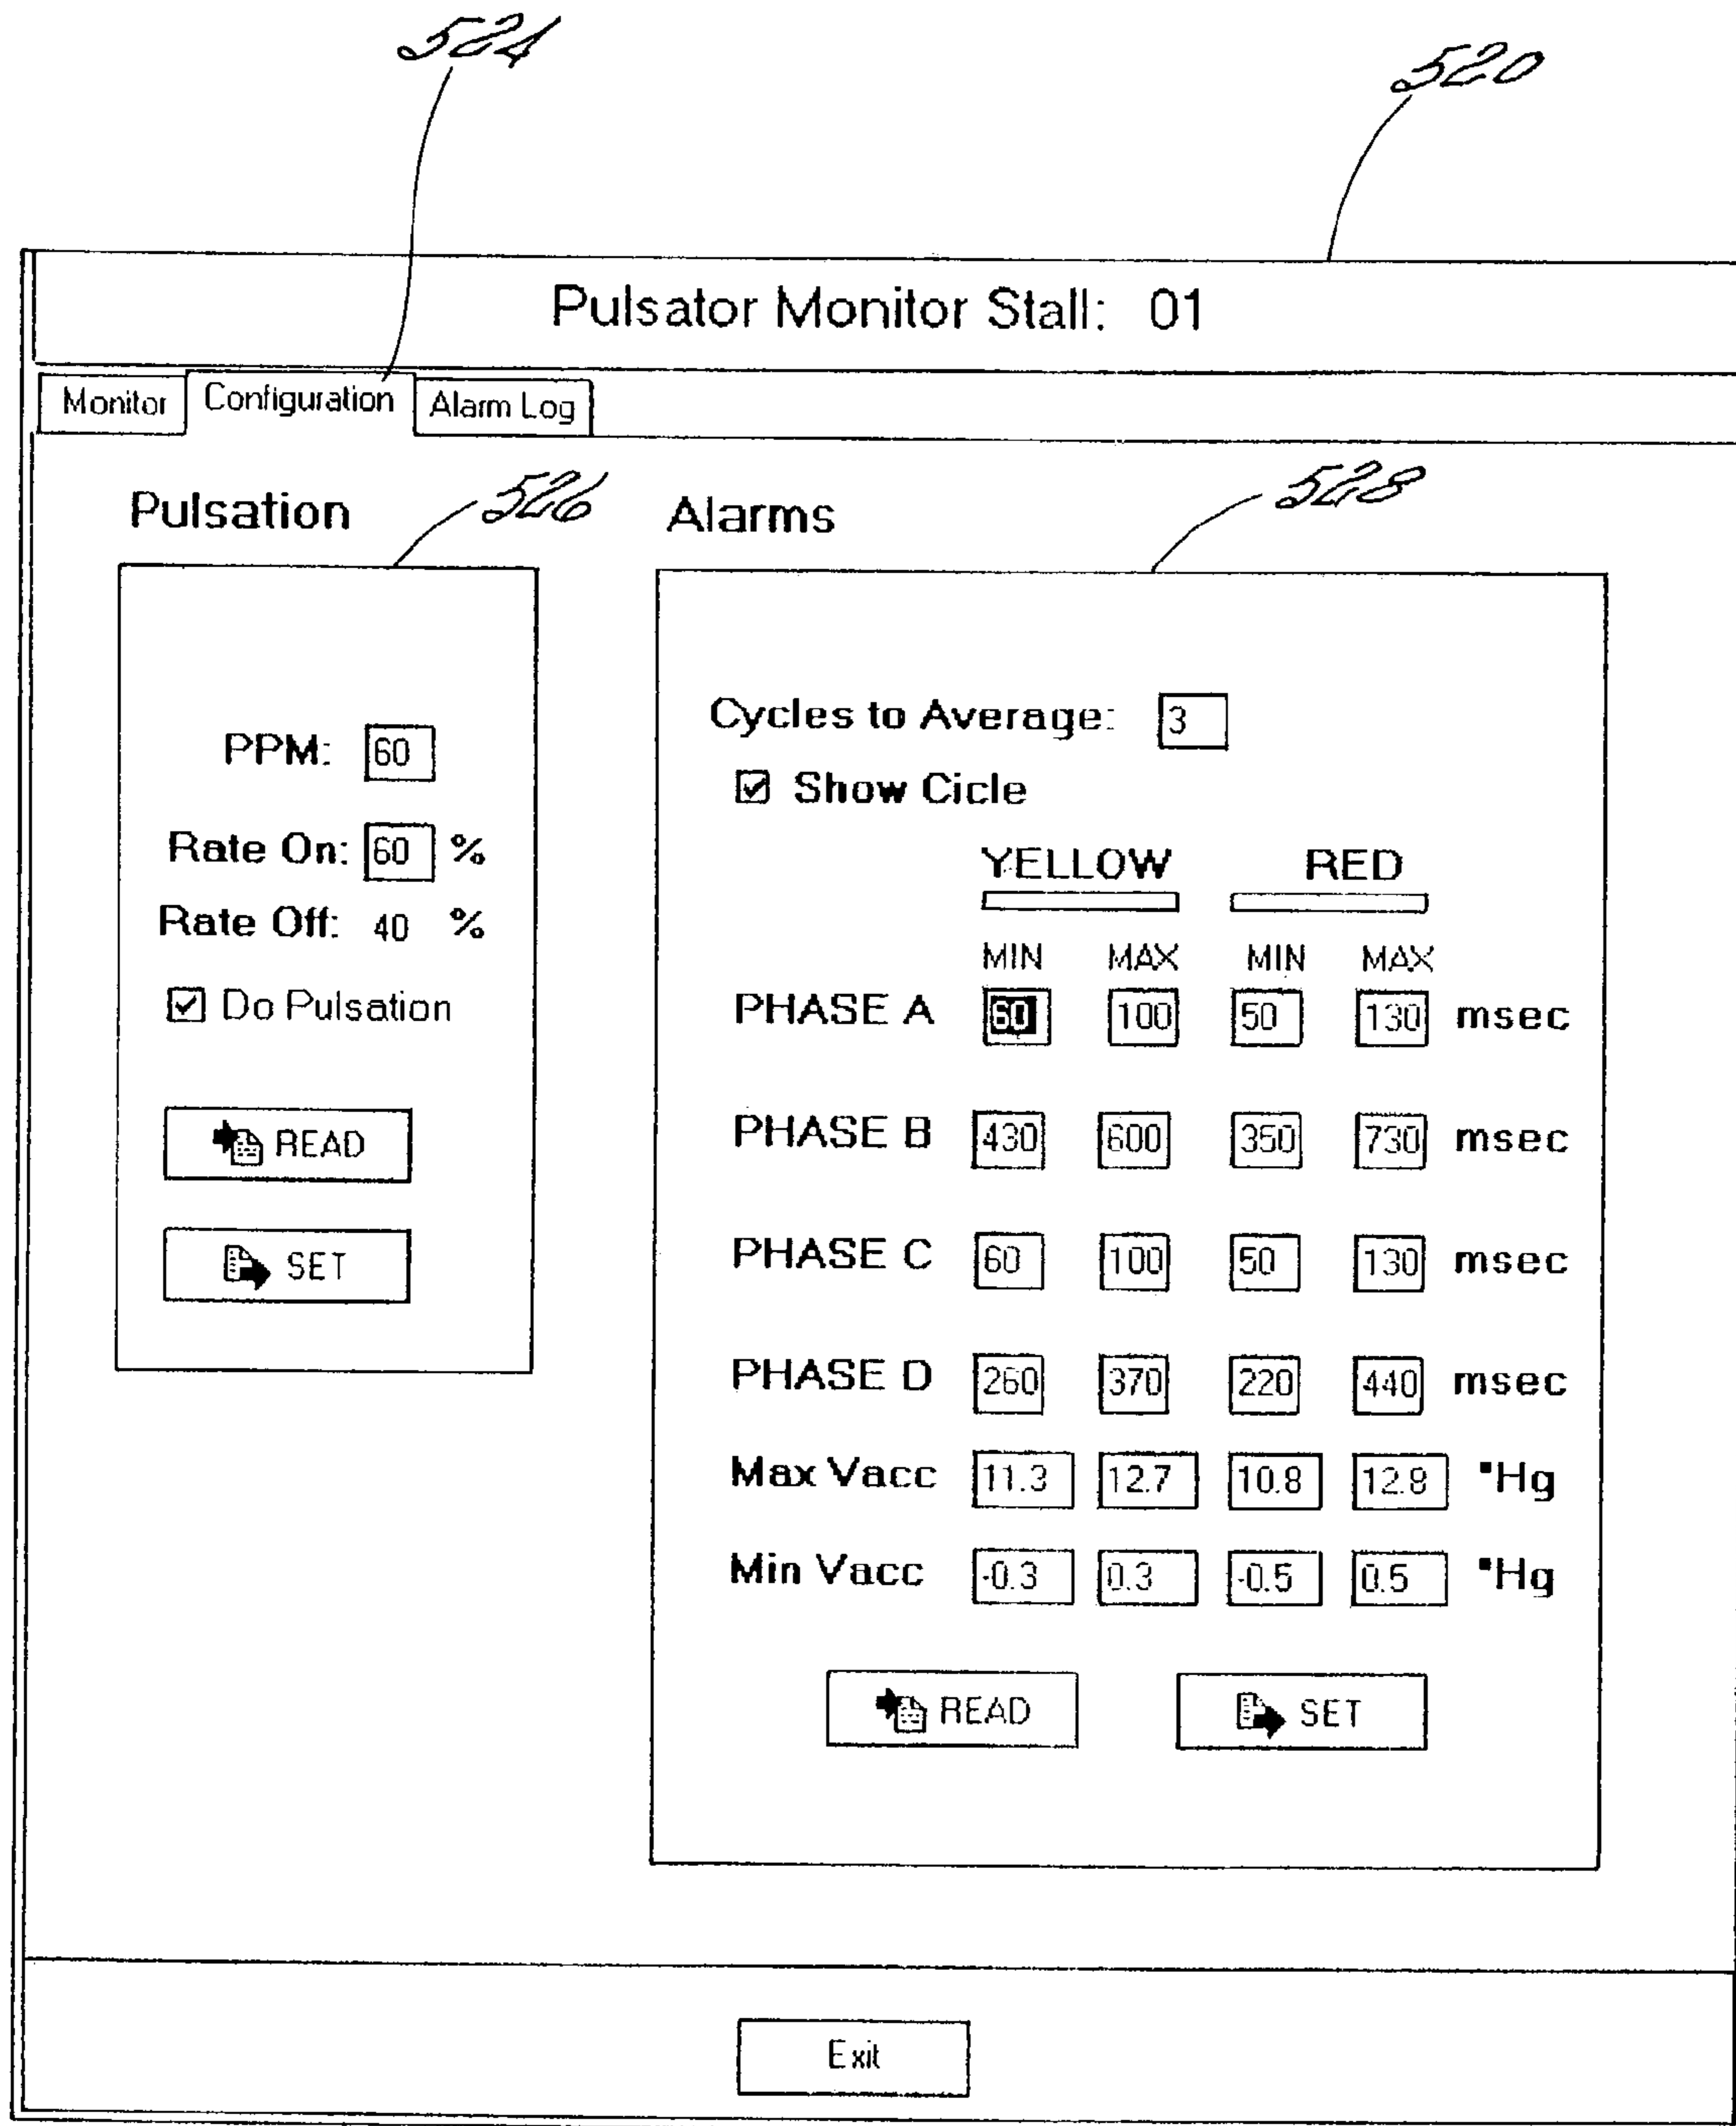 524
520
Pulsator Monitor Stall: 01
Monitor Configuration Alarm Log
Pulsation
526
PPM: 60
Rate On: 60 %
Rate Off: 40 %
Do Pulsation
READ
SET
Alarms
528
Cycles to Average: 3
Show Cicle
YELLOW RED
MIN MAX MIN MAX
PHASE A 60 100 50 130 msec
PHASE B 430 600 350 730 msec
PHASE C 60 100 50 130 msec
PHASE D 260 370 220 440 msec
Max Vacc 11.3 12.7 10.8 12.8 "Hg
Min Vacc -0.3 0.3 -0.5 0.5 "Hg
READ SET
Exit